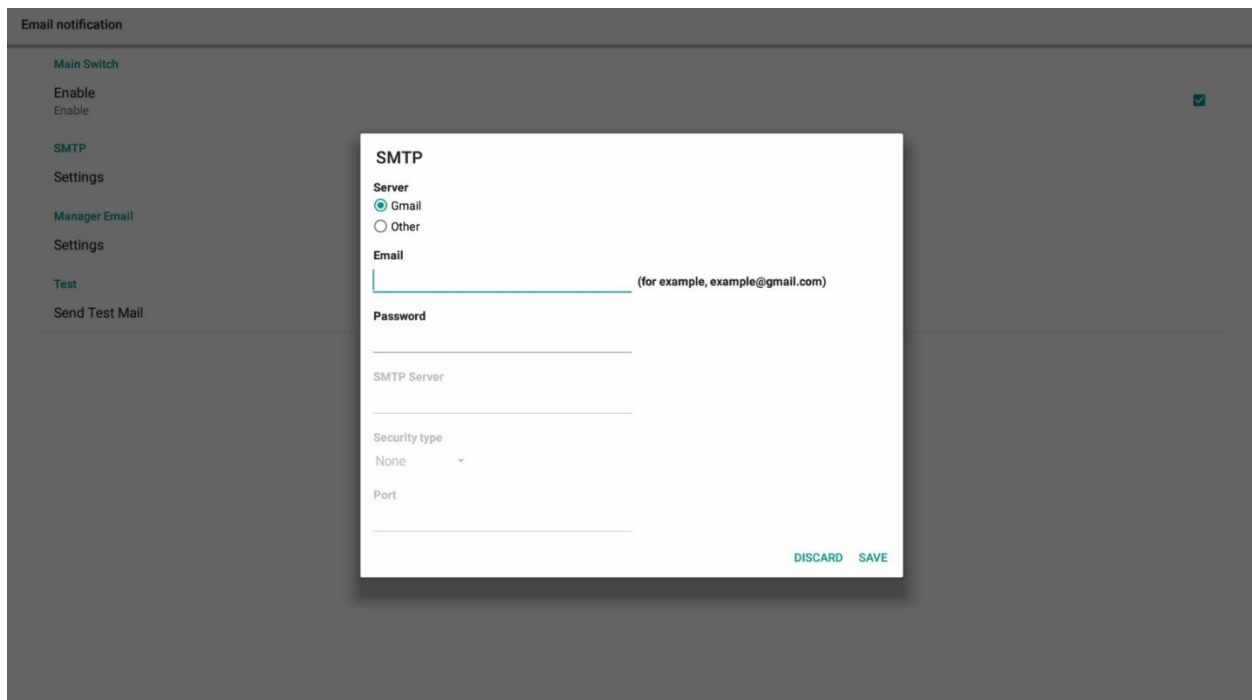 Email notification
Main Switch
Enable
Enable
SMTP
Settings
Manager Email
Settings
Test
Send Test Mail
SMTP
Server
Gmail
Other
Email
(for example, example@gmail.com)
Password
SMTP Server
Security type
None
Port
DISCARD SAVE